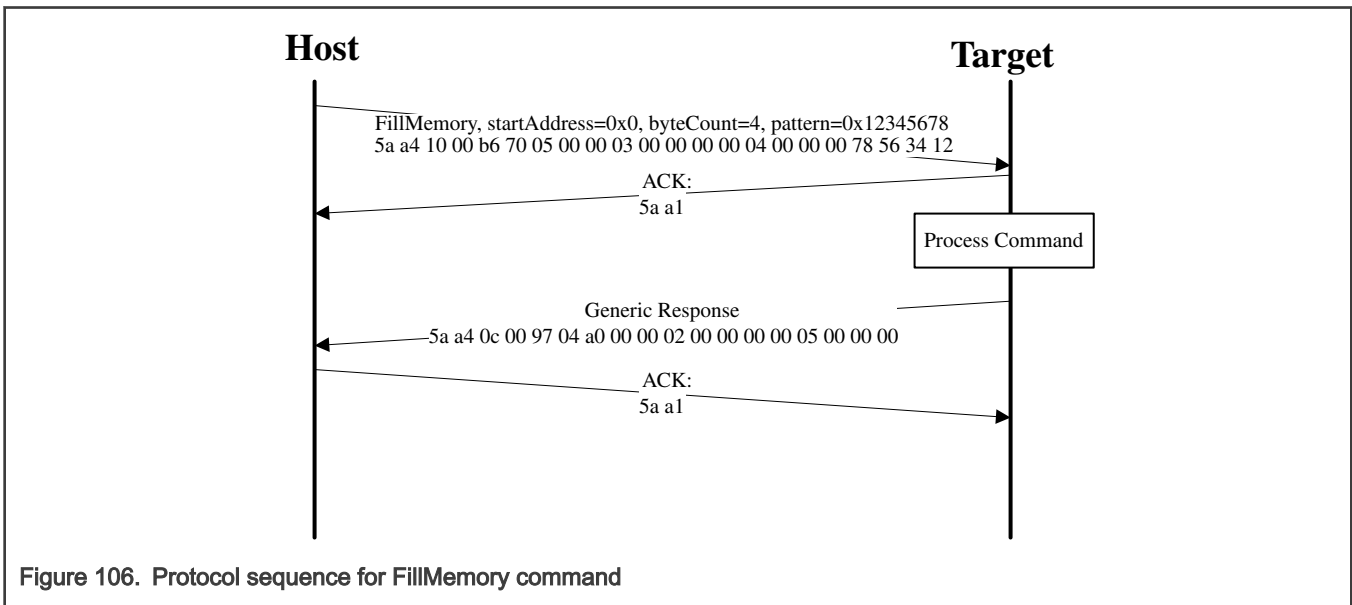 Host
Target
FillMemory, startAddress=0x0, byteCount=4, pattern=0x12345678
5a a4 10 00 b6 70 05 00 00 03 00 00 00 00 04 00 00 00 78 56 34 12
ACK:
5a a1
Process Command
Generic Response
5a a4 0c 00 97 04 a0 00 00 02 00 00 00 00 05 00 00 00
ACK:
5a a1
Figure 106. Protocol sequence for FillMemory command